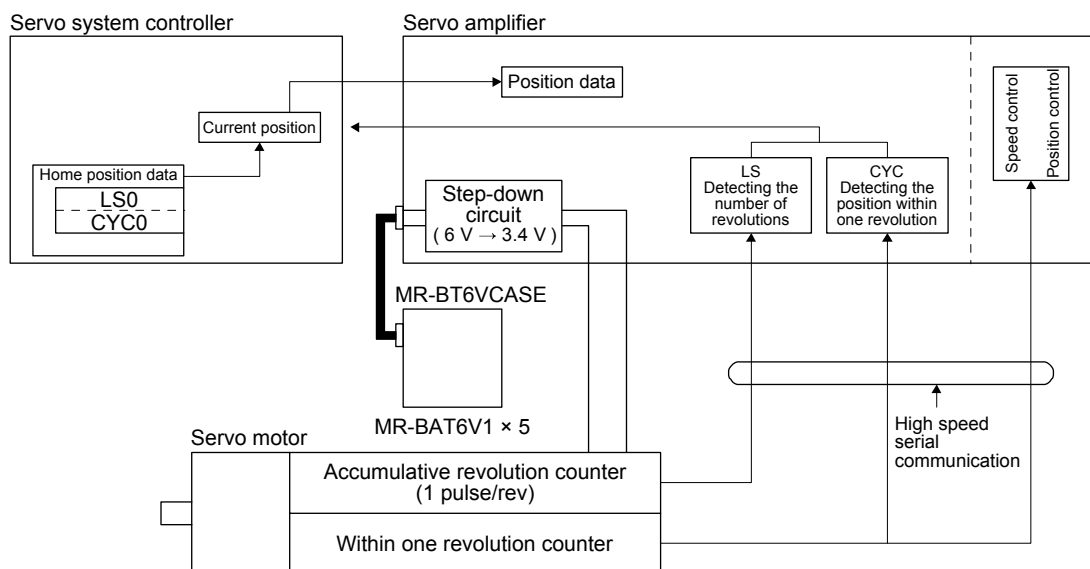 Servo system controller
Servo amplifier
Position data
Current position
Home position data
LS0
CYC0
Step-down
circuit
( 6 V → 3.4 V )
LS
Detecting the
number of
revolutions
CYC
Detecting the
position within
one revolution
Speed control
Position control
MR-BT6VCASE
MR-BAT6V1 × 5
High speed
serial
communication
Servo motor
Accumulative revolution counter
(1 pulse/rev)
Within one revolution counter